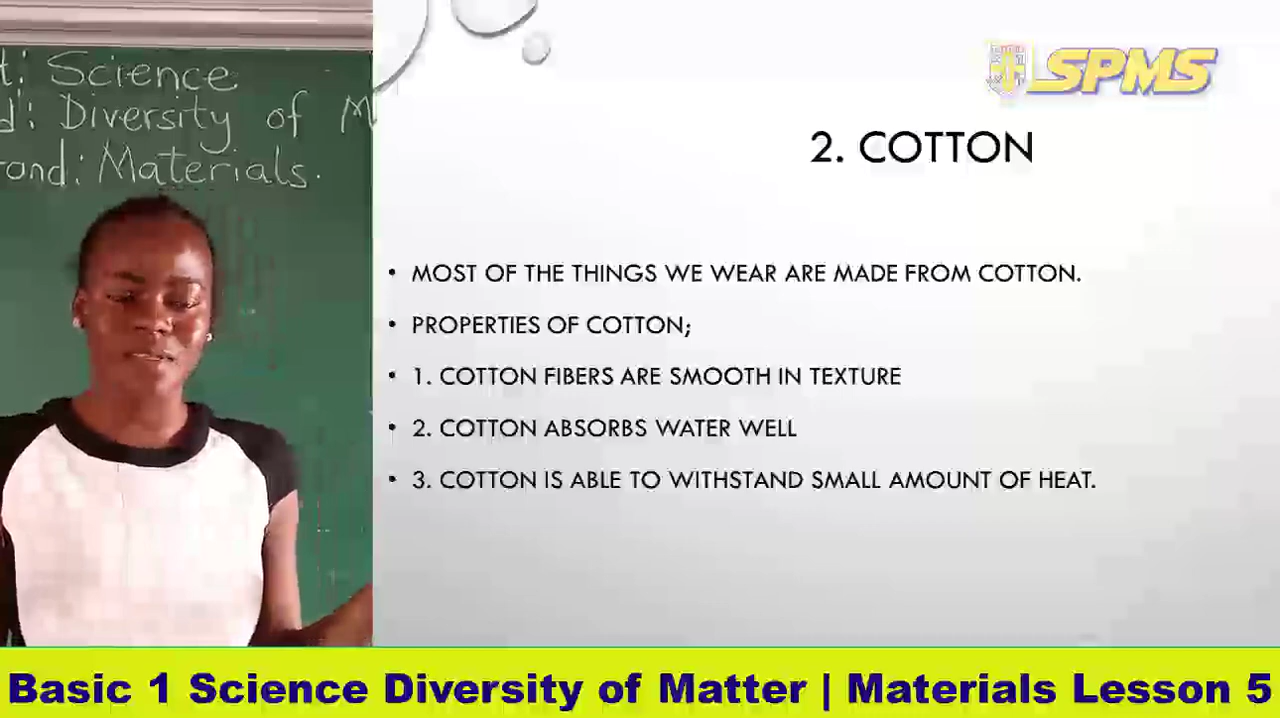 t: Science
d: Diversity of M
rand: Materials.
SPMS
2. COTTON
• MOST OF THE THINGS WE WEAR ARE MADE FROM COTTON.
• PROPERTIES OF COTTON;
• 1. COTTON FIBERS ARE SMOOTH IN TEXTURE
• 2. COTTON ABSORBS WATER WELL
• 3. COTTON IS ABLE TO WITHSTAND SMALL AMOUNT OF HEAT.
Basic 1 Science Diversity of Matter | Materials Lesson 5